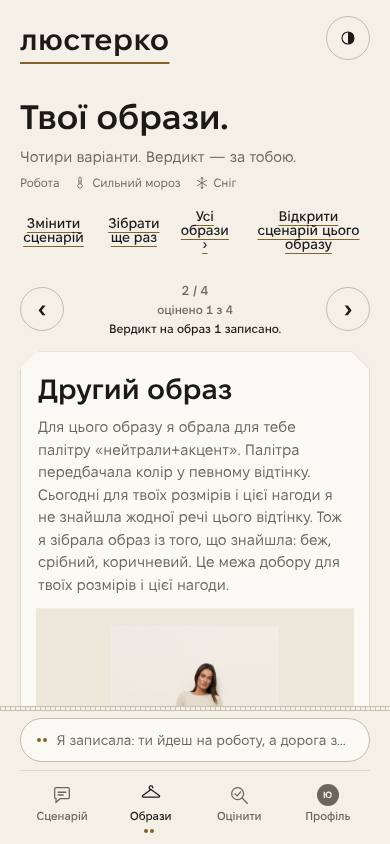 люстерко
Твої образи.
Чотири варіанти. Вердикт — за тобою.
Робота Сильний мороз Сніг
Змінити сценарій
Зібрати ще раз
Усі образи ›
Відкрити сценарій цього образу
‹
2 / 4
оцінено 1 з 4
Вердикт на образ 1 записано.
›
Другий образ
Для цього образу я обрала для тебе
палітру «нейтрали+акцент». Палітра
передбачала колір у певному відтінку.
Сьогодні для твоїх розмірів і цієї нагоди я
не знайшла жодної речі цього відтінку. Тож
я зібрала образ із того, що знайшла: беж,
срібний, коричневий. Це межа добору для
твоїх розмірів і цієї нагоди.
Я записала: ти йдеш на роботу, а дорога з...
Сценарій
Образи
Оцінити
Ю
Профіль